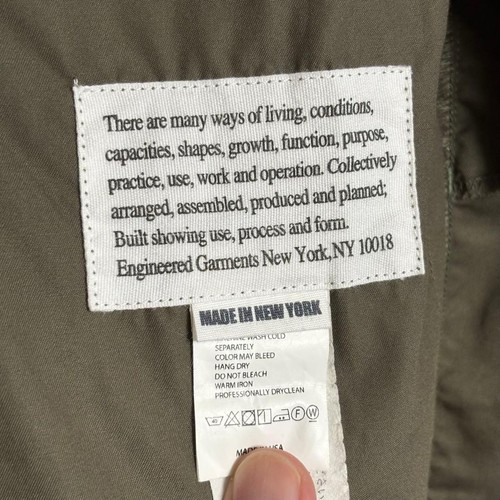 There are many ways of living, conditions,
capacities, shapes, growth, function, purpose,
practice, use, work and operation. Collectively
arranged, assembled, produced and planned;
Built showing use, process and form.
Engineered Garments New York, NY 10018
MADE IN NEW YORK
MACHINE WASH COLD
SEPARATELY
COLOR MAY BLEED
HANG DRY
DO NOT BLEACH
WARM IRON
PROFESSIONALLY DRYCLEAN